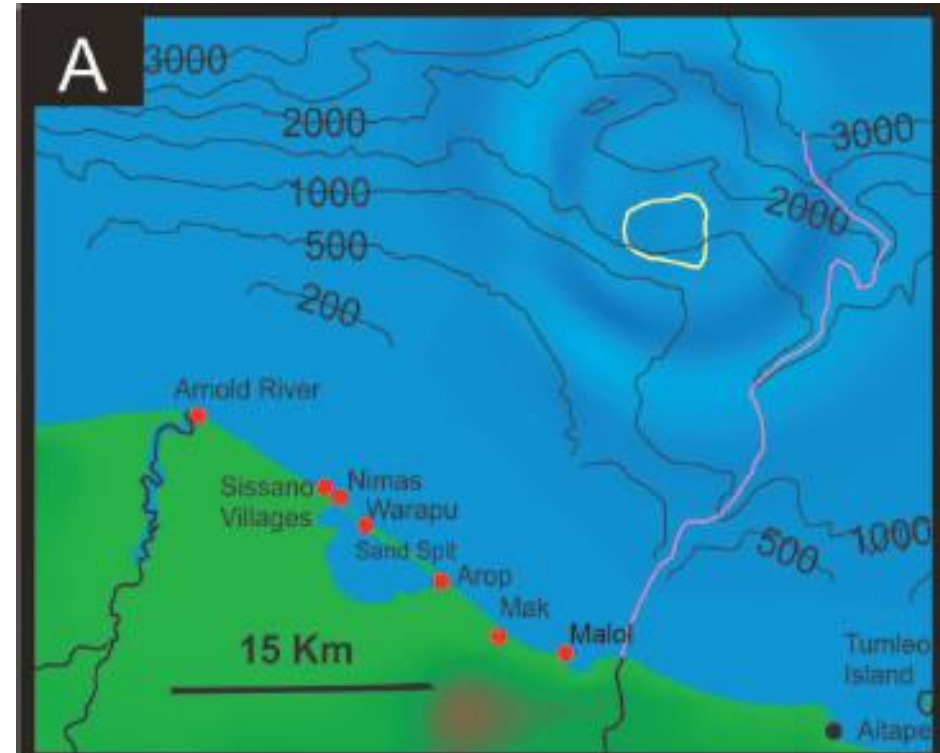 A
3000
2000
3000
1000
2000
500
200
Arnold River
Sissano
Villages
Nimas
Warapu
Sand Spit
Arop
Mak
Malol
500
1000
15 Km
Tumleo
Island
Aitape